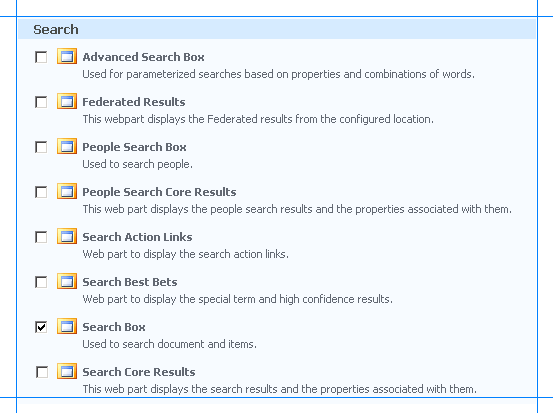 Search
Advanced Search Box
Used for parameterized searches based on properties and combinations of words.
Federated Results
This webpart displays the Federated results from the configured location.
People Search Box
Used to search people.
People Search Core Results
This web part displays the people search results and the properties associated with them.
Search Action Links
Web part to display the search action links.
Search Best Bets
Web part to display the special term and high confidence results.
Search Box
Used to search document and items.
Search Core Results
This web part displays the search results and the properties associated with them.